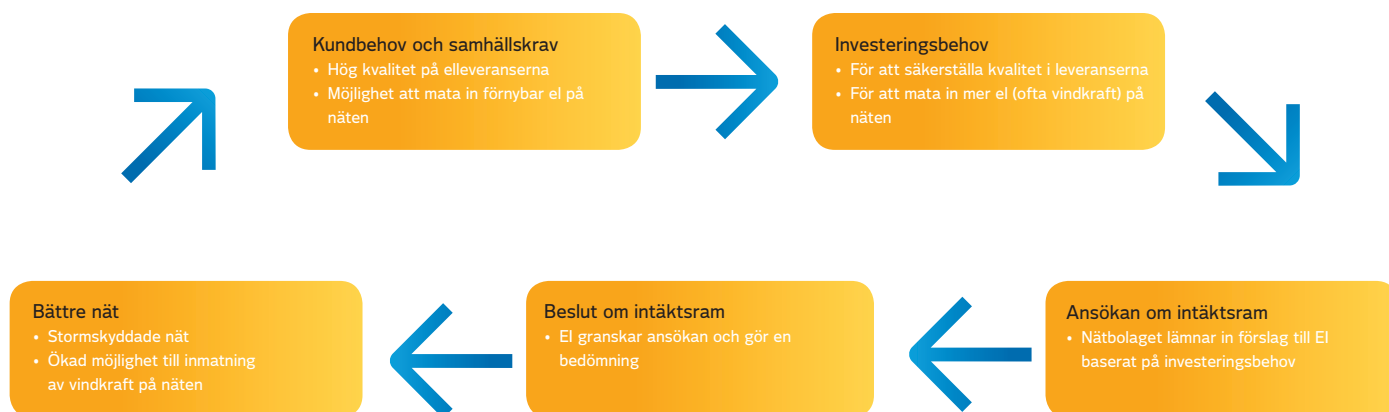 Kundbehov och samhällskrav
• Hög kvalitet på elleveranserna
• Möjlighet att mata in förnybar el på
näten
Investeringsbehov
• För att säkerställa kvalitet i leveranserna
• För att mata in mer el (ofta vindkraft) på
näten
Bättre nät
• Stormskyddade nät
• Ökad möjlighet till inmatning
av vindkraft på näten
Beslut om intäktsram
• EI granskar ansökan och gör en
bedömning
Ansökan om intäktsram
• Nätbolaget lämnar in förslag till EI
baserat på investeringsbehov